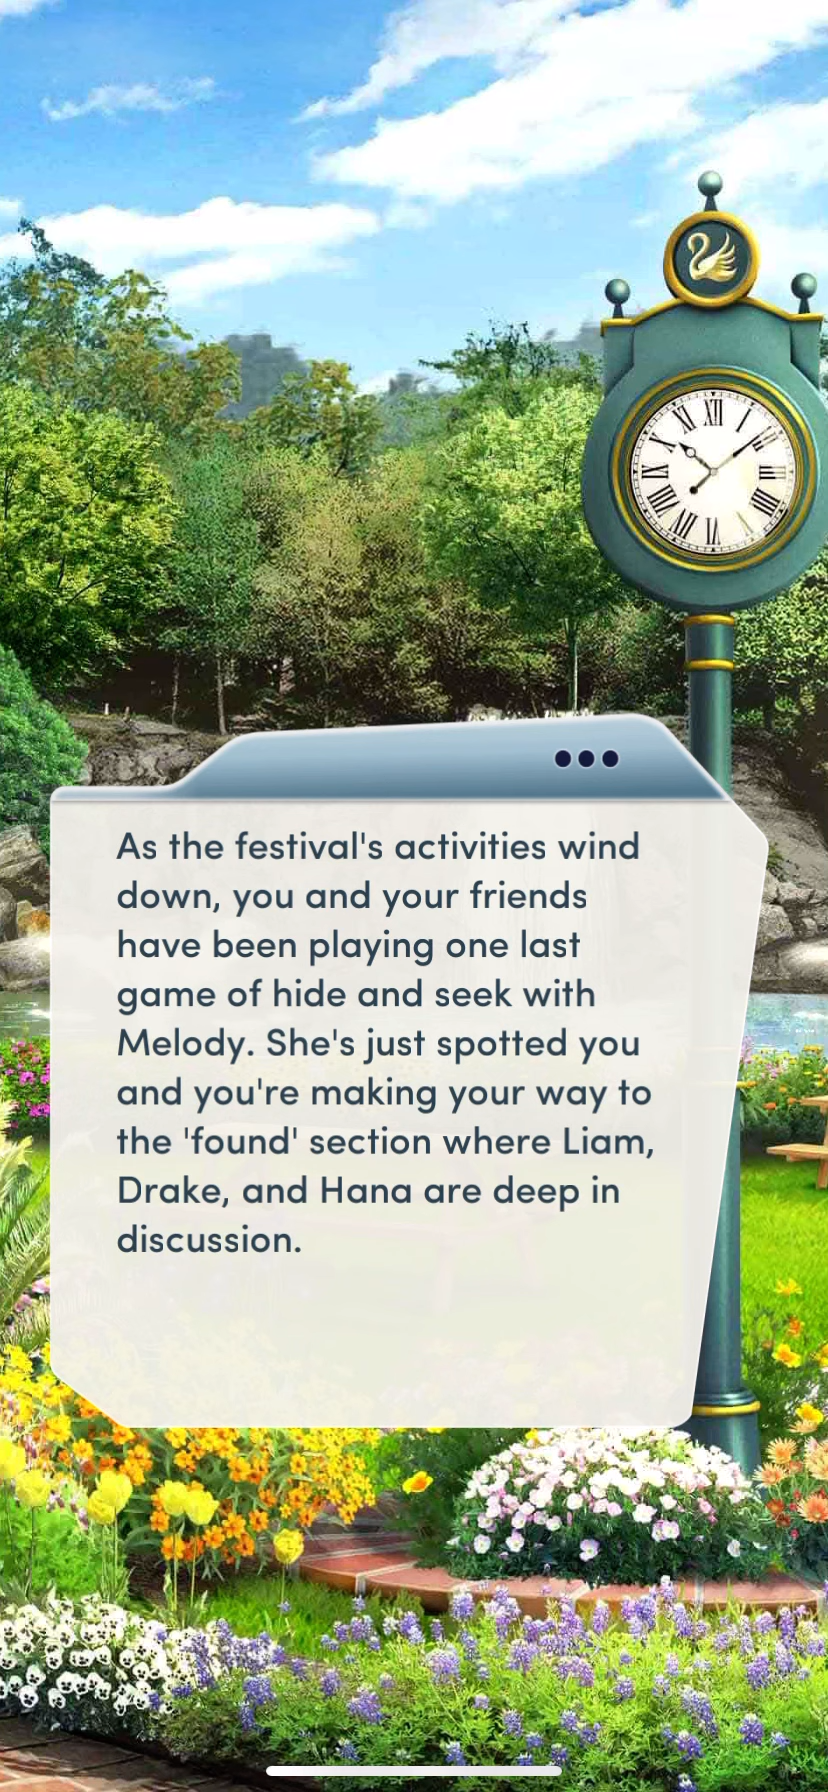 As the festival's activities wind
down, you and your friends
have been playing one last
game of hide and seek with
Melody. She's just spotted you
and you're making your way to
the 'found' section where Liam,
Drake, and Hana are deep in
discussion.